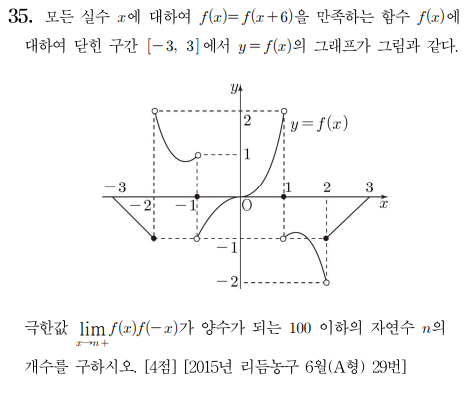 35. 모든 실수 x에 대하여 f(x)=f(x+6)을 만족하는 함수 f(x)에
대하여 닫힌 구간 [-3, 3]에서 y=f(x)의 그래프가 그림과 같다.
y
2
y=f(x)
1
-3
-2
-1
O
1
2
3
x
-1
-2
극한값 lim f(x)f(-x)가 양수가 되는 100 이하의 자연수 n의
x→n+
개수를 구하시오. [4점] [2015년 리듬농구 6월(A형) 29번]